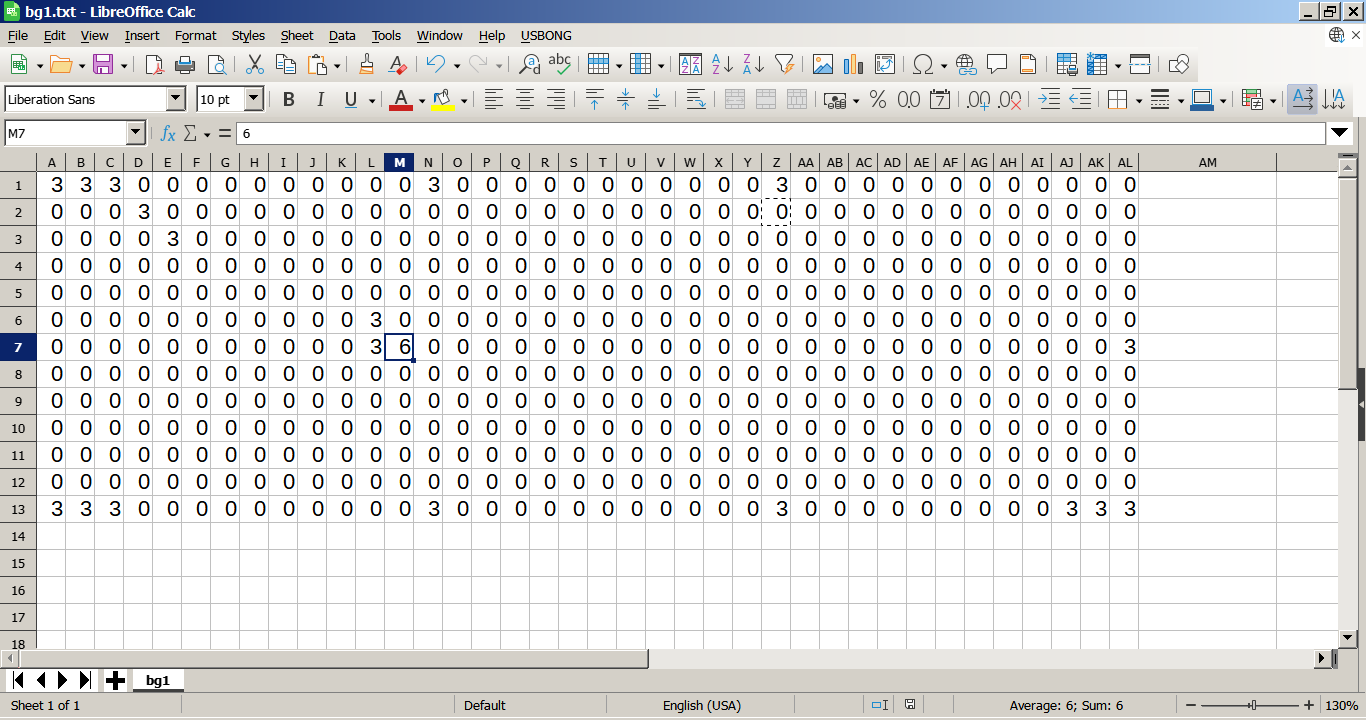 bg1.txt - LibreOffice Calc
File Edit View Insert Format Styles Sheet Data Tools Window Help USBONG
Liberation Sans 10 pt
M7 6
A B C D E F G H I J K L M N O P Q R S T U V W X Y Z AA AB AC AD AE AF AG AH AI AJ AK AL AM
1 3 3 3 0 0 0 0 0 0 0 0 0 0 3 0 0 0 0 0 0 0 0 0 0 0 3 0 0 0 0 0 0 0 0 0 0 0 0
2 0 0 0 3 0 0 0 0 0 0 0 0 0 0 0 0 0 0 0 0 0 0 0 0 0 0 0 0 0 0 0 0 0 0 0 0 0 0
3 0 0 0 0 3 0 0 0 0 0 0 0 0 0 0 0 0 0 0 0 0 0 0 0 0 0 0 0 0 0 0 0 0 0 0 0 0 0
4 0 0 0 0 0 0 0 0 0 0 0 0 0 0 0 0 0 0 0 0 0 0 0 0 0 0 0 0 0 0 0 0 0 0 0 0 0 0
5 0 0 0 0 0 0 0 0 0 0 0 0 0 0 0 0 0 0 0 0 0 0 0 0 0 0 0 0 0 0 0 0 0 0 0 0 0 0
6 0 0 0 0 0 0 0 0 0 0 0 3 0 0 0 0 0 0 0 0 0 0 0 0 0 0 0 0 0 0 0 0 0 0 0 0 0 0
7 0 0 0 0 0 0 0 0 0 0 0 3 6 0 0 0 0 0 0 0 0 0 0 0 0 0 0 0 0 0 0 0 0 0 0 0 0 3
8 0 0 0 0 0 0 0 0 0 0 0 0 0 0 0 0 0 0 0 0 0 0 0 0 0 0 0 0 0 0 0 0 0 0 0 0 0 0
9 0 0 0 0 0 0 0 0 0 0 0 0 0 0 0 0 0 0 0 0 0 0 0 0 0 0 0 0 0 0 0 0 0 0 0 0 0 0
10 0 0 0 0 0 0 0 0 0 0 0 0 0 0 0 0 0 0 0 0 0 0 0 0 0 0 0 0 0 0 0 0 0 0 0 0 0 0
11 0 0 0 0 0 0 0 0 0 0 0 0 0 0 0 0 0 0 0 0 0 0 0 0 0 0 0 0 0 0 0 0 0 0 0 0 0 0
12 0 0 0 0 0 0 0 0 0 0 0 0 0 0 0 0 0 0 0 0 0 0 0 0 0 0 0 0 0 0 0 0 0 0 0 0 0 0
13 3 3 3 0 0 0 0 0 0 0 0 0 0 3 0 0 0 0 0 0 0 0 0 0 0 3 0 0 0 0 0 0 0 0 0 3 3 3
14
15
16
17
18
bg1
Sheet 1 of 1 Default English (USA) Average: 6; Sum: 6 130%